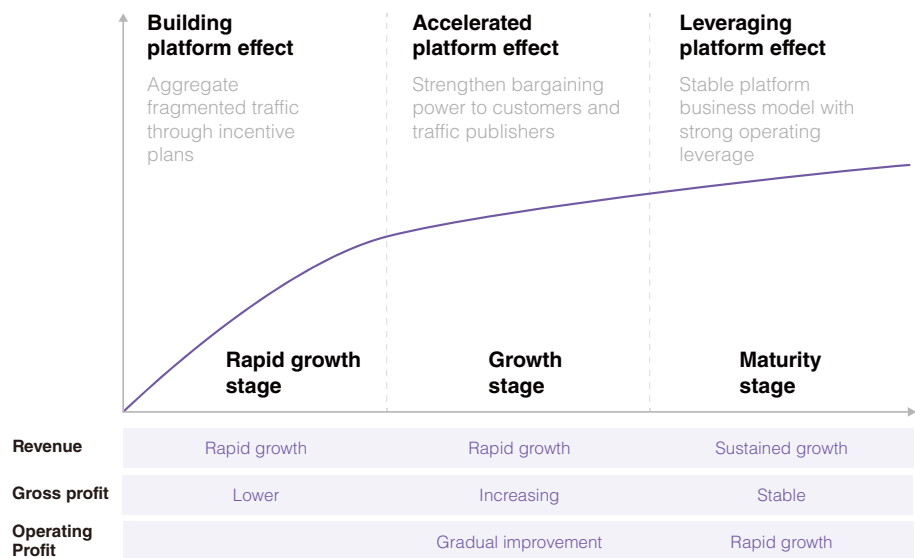 Building
platform effect
Aggregate
fragmented traffic
through incentive
plans
Accelerated
platform effect
Strengthen bargaining
power to customers and
traffic publishers
Leveraging
platform effect
Stable platform
business model with
strong operating
leverage
Rapid growth
stage
Growth
stage
Maturity
stage
Revenue
Rapid growth
Rapid growth
Sustained growth
Gross profit
Lower
Increasing
Stable
Operating
Profit
Gradual improvement
Rapid growth